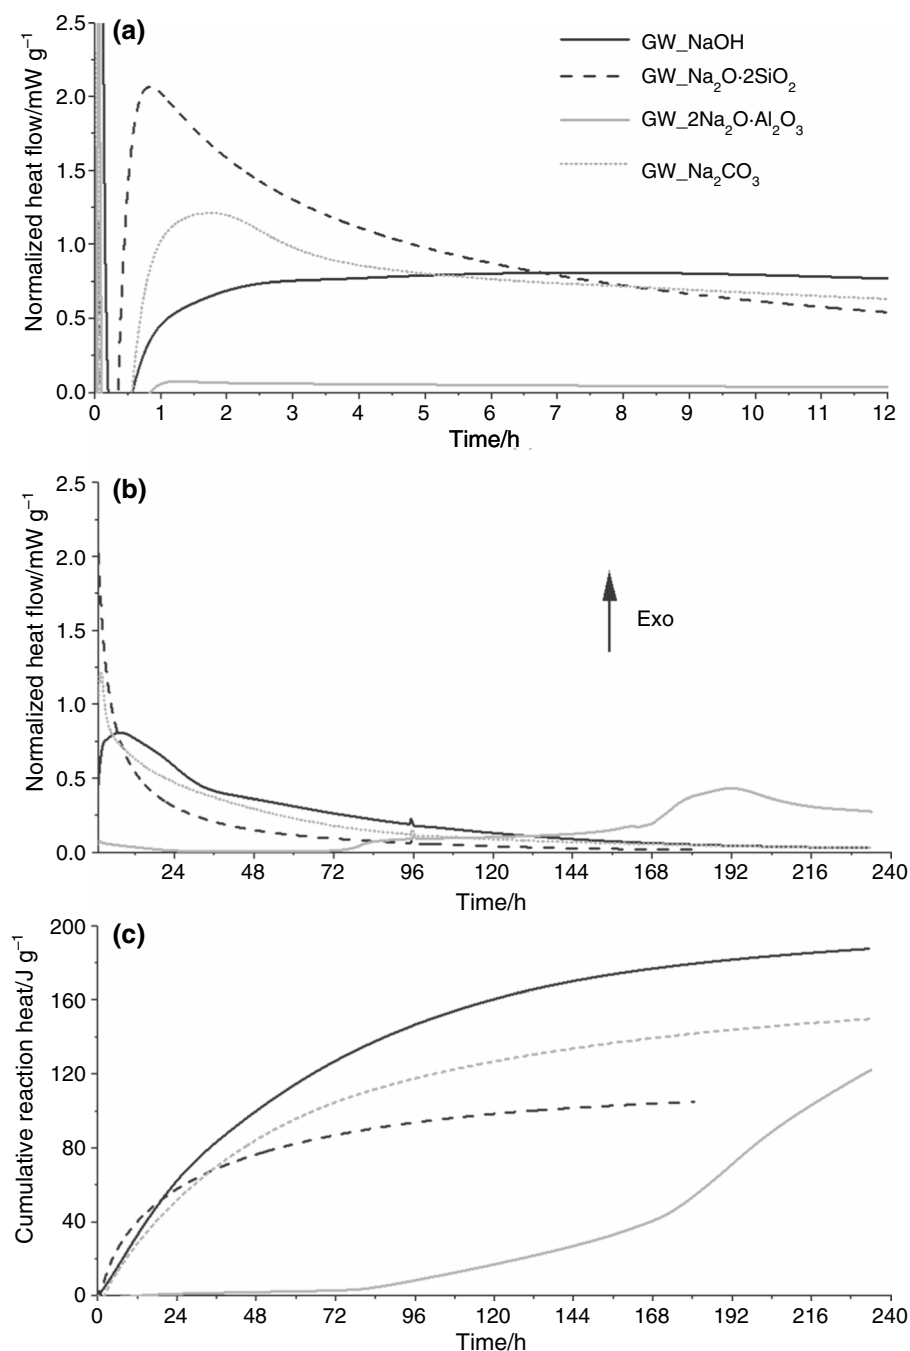 (a)
Normalized heat flow/mW g⁻¹
2.5
2.0
1.5
1.0
0.5
0.0
GW_NaOH
GW_Na₂O·2SiO₂
GW_2Na₂O·Al₂O₃
GW_Na₂CO₃
0 1 2 3 4 5 6 7 8 9 10 11 12
Time/h
(b)
Normalized heat flow/mW g⁻¹
2.5
2.0
1.5
1.0
0.5
0.0
Exo
24 48 72 96 120 144 168 192 216 240
Time/h
(c)
Cumulative reaction heat/J g⁻¹
200
160
120
80
40
0
0 24 48 72 96 120 144 168 192 216 240
Time/h